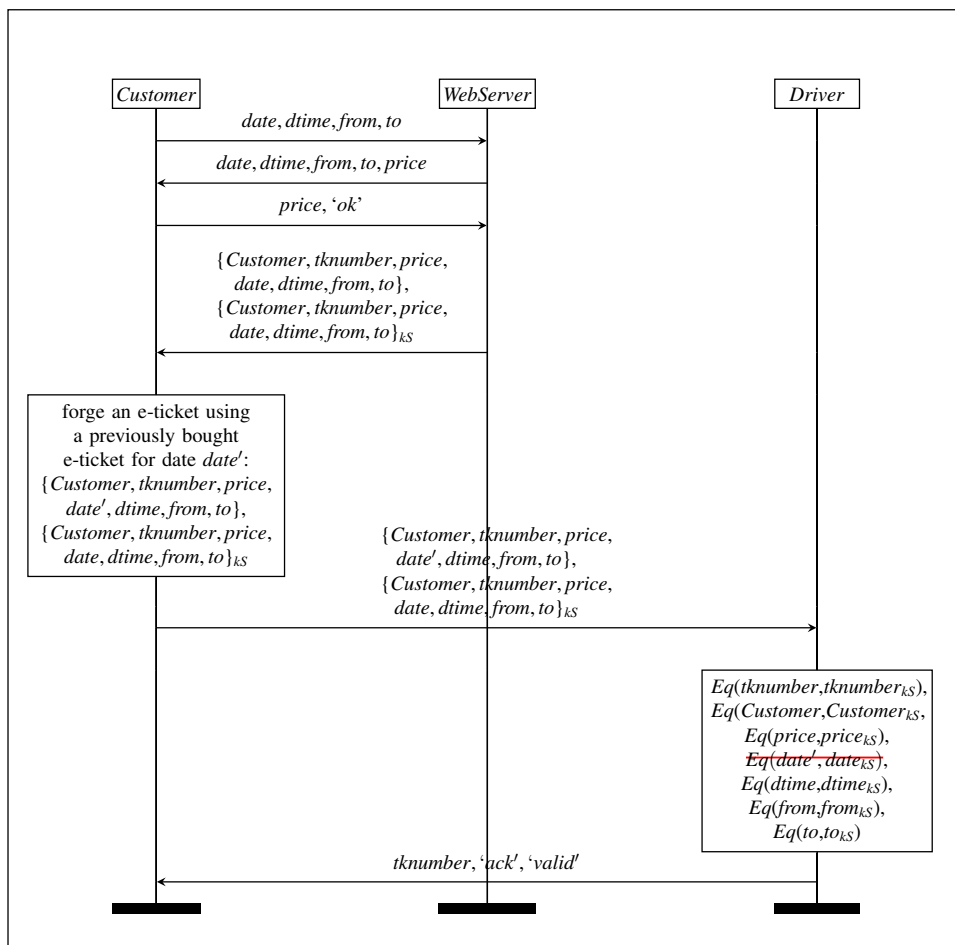 Customer
WebServer
Driver
date, dtime, from, to
date, dtime, from, to, price
price, ‘ok’
{Customer, tknumber, price,
date, dtime, from, to},
{Customer, tknumber, price,
date, dtime, from, to}kS
forge an e-ticket using
a previously bought
e-ticket for date date′:
{Customer, tknumber, price,
date′, dtime, from, to},
{Customer, tknumber, price,
date, dtime, from, to}kS
{Customer, tknumber, price,
date′, dtime, from, to},
{Customer, tknumber, price,
date, dtime, from, to}kS
Eq(tknumber,tknumberkS),
Eq(Customer,CustomerkS,
Eq(price,pricekS),
Eq(date′, datekS),
Eq(dtime,dtimekS),
Eq(from,fromkS),
Eq(to,tokS)
tknumber, ‘ack′, ‘valid′